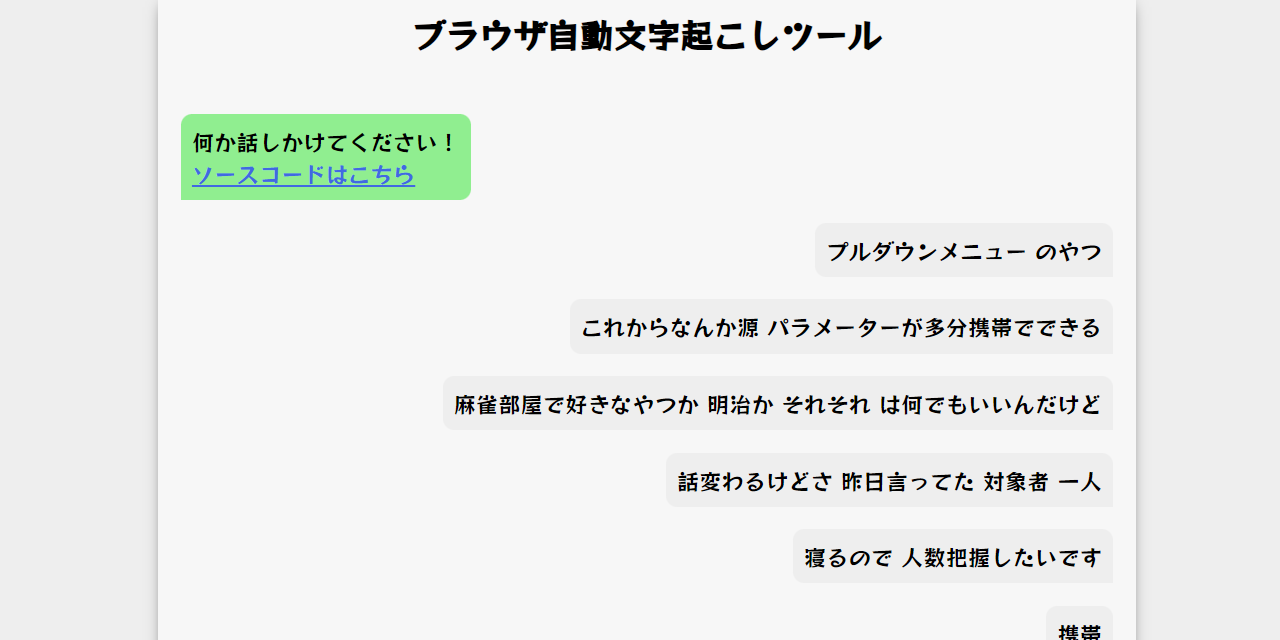 ブラウザ自動文字起こしツール
何か話しかけてください！
ソースコードはこちら
プルダウンメニュー のやつ
これからなんか源 パラメーターが多分携帯でできる
麻雀部屋で好きなやつか 明治か それそれ は何でもいいんだけど
話変わるけどさ 昨日言ってた 対象者 一人
寝るので 人数把握したいです
携帯